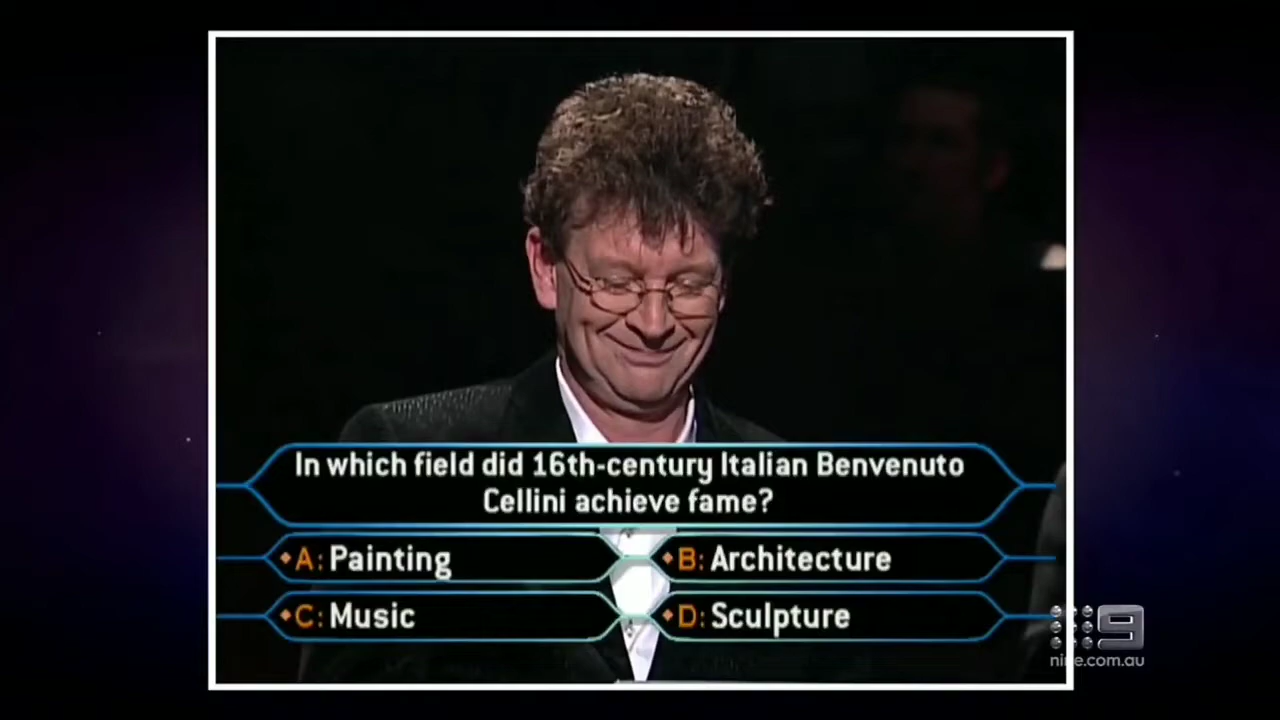 In which field did 16th-century Italian Benvenuto
Cellini achieve fame?
A: Painting
B: Architecture
C: Music
D: Sculpture
9
nine.com.au